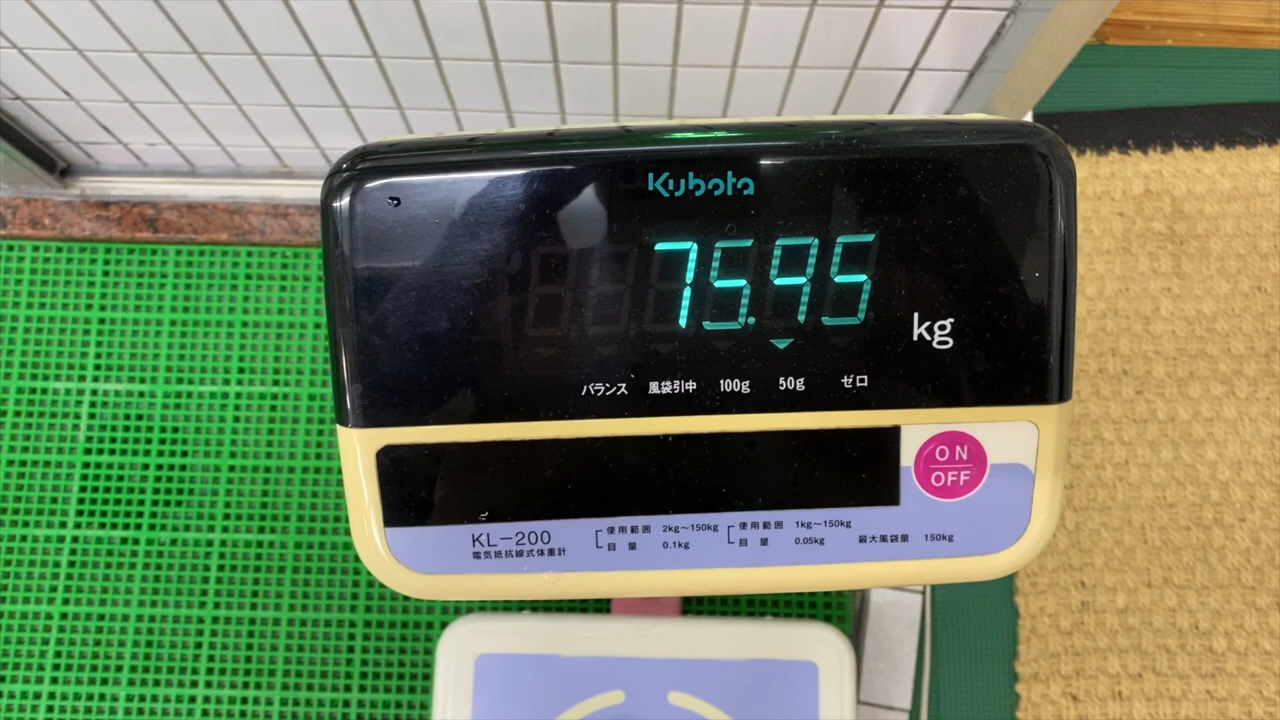 Kubota
75.95
kg
バランス 風袋引中 100g 50g ゼロ
ON
OFF
KL-200
電気抵抗線式体重計
使用範囲 2kg～150kg
目量 0.1kg
使用範囲 1kg～150kg
目量 0.05kg
最大風袋量 150kg